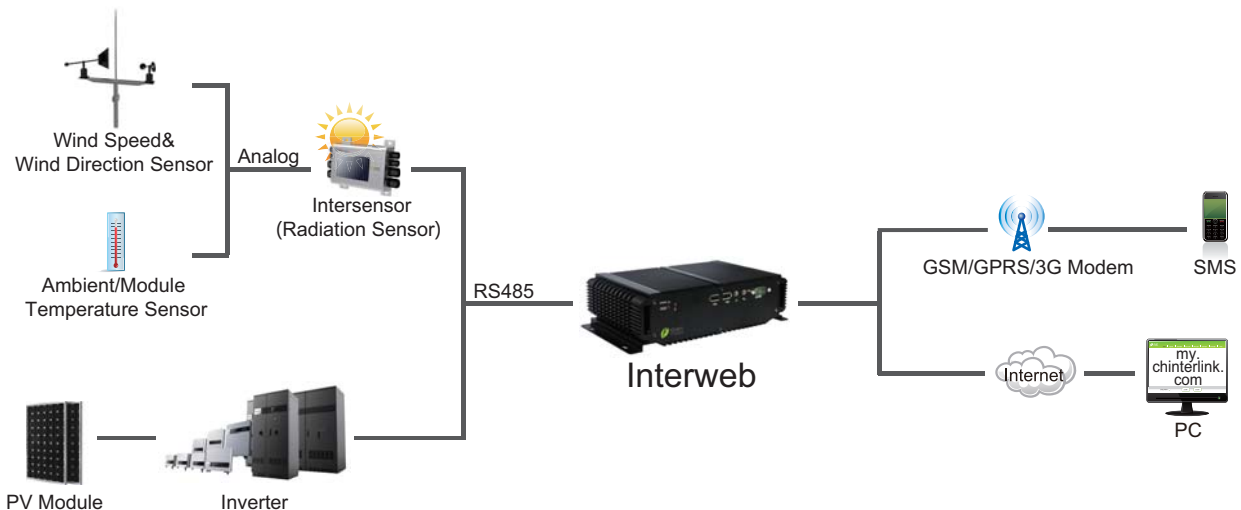 Wind Speed&
Wind Direction Sensor
Analog
Intersensor
(Radiation Sensor)
Ambient/Module
Temperature Sensor
RS485
Interweb
GSM/GPRS/3G Modem
SMS
Internet
my.
chinterlink.
com
PC
PV Module
Inverter